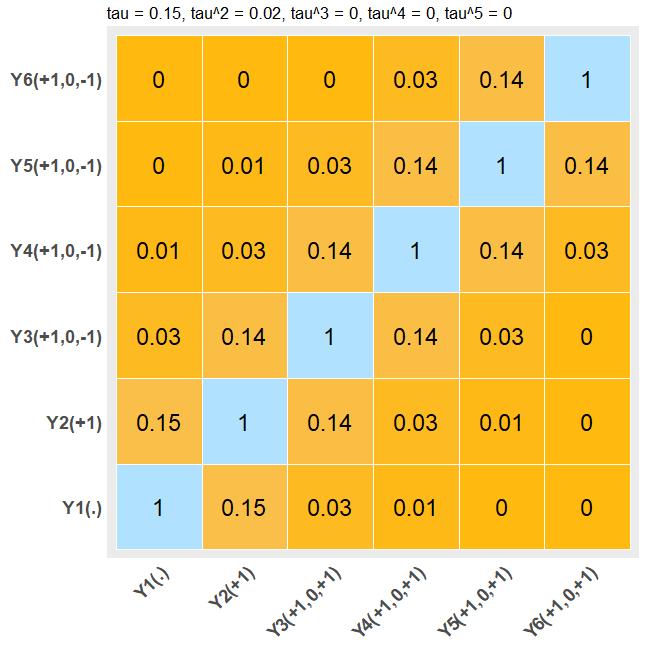 tau = 0.15, tau^2 = 0.02, tau^3 = 0, tau^4 = 0, tau^5 = 0
Y6(+1,0,-1) 0 0 0 0.03 0.14 1
Y5(+1,0,-1) 0 0.01 0.03 0.14 1 0.14
Y4(+1,0,-1) 0.01 0.03 0.14 1 0.14 0.03
Y3(+1,0,-1) 0.03 0.14 1 0.14 0.03 0
Y2(+1) 0.15 1 0.14 0.03 0.01 0
Y1(.) 1 0.15 0.03 0.01 0 0
Y1(.) Y2(+1) Y3(+1,0,+1) Y4(+1,0,+1) Y5(+1,0,+1) Y6(+1,0,+1)